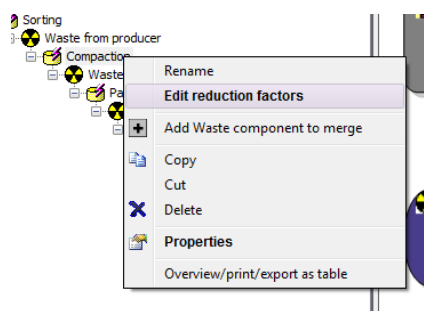 Sorting
Waste from producer
Compaction
Waste
Pa
Rename
Edit reduction factors
Add Waste component to merge
Copy
Cut
Delete
Properties
Overview/print/export as table